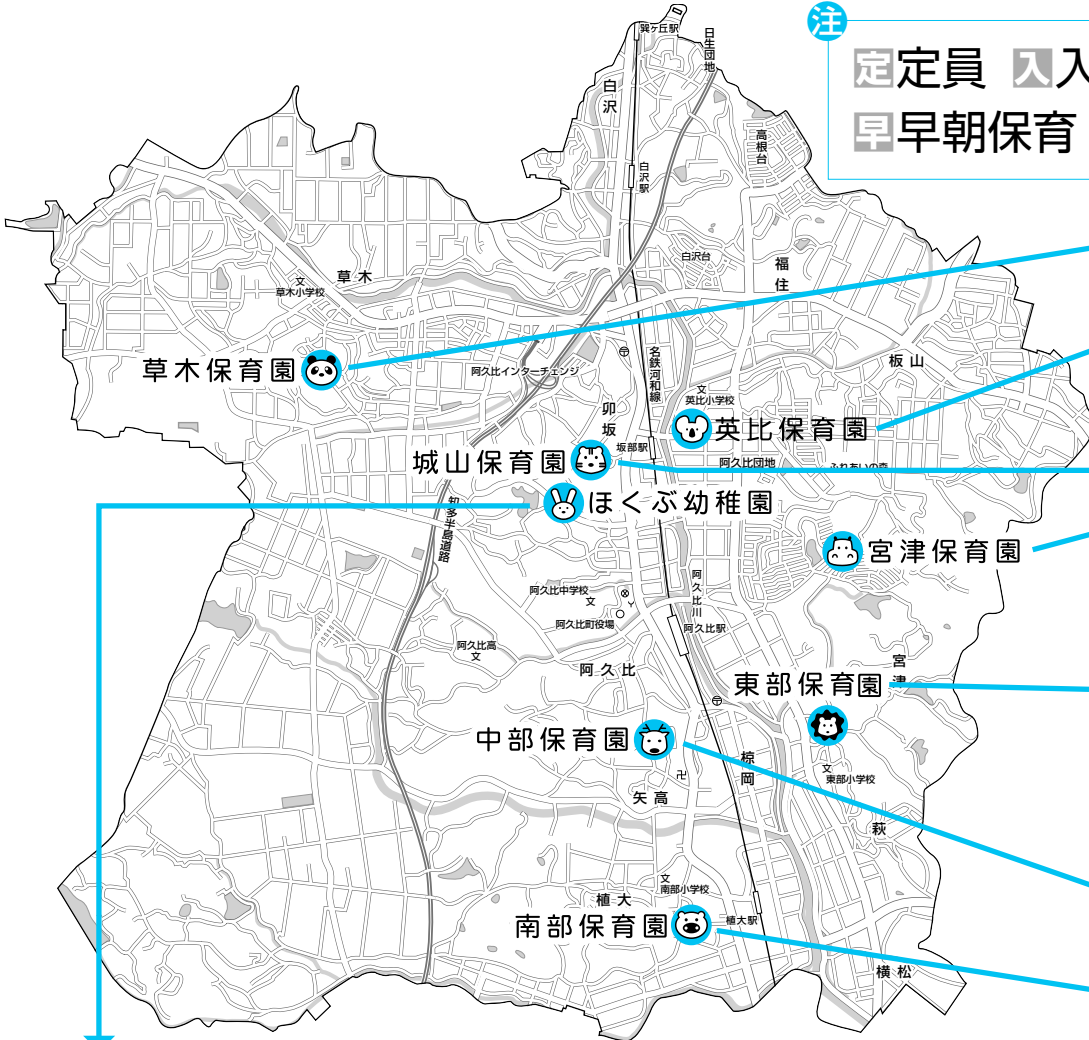 注
定定員 入入
早早朝保育
巽ヶ丘駅
日生団地
白沢
高根台
白沢駅
白沢台
福住
草木
文
草木小学校
板山
草木保育園
阿久比インターチェンジ
名鉄河和線
文
英比小学校
卯坂
英比保育園
坂部駅
城山保育園
阿久比団地
ふれあいの森
ほくぶ幼稚園
知多半島道路
宮津保育園
阿久比中学校
文
阿久比川
阿久比町役場
阿久比駅
阿久比高
文
阿久比
宮津
東部保育園
中部保育園
椋岡
文
東部小学校
矢高
萩
文
南部小学校
植大
植大駅
南部保育園
横松